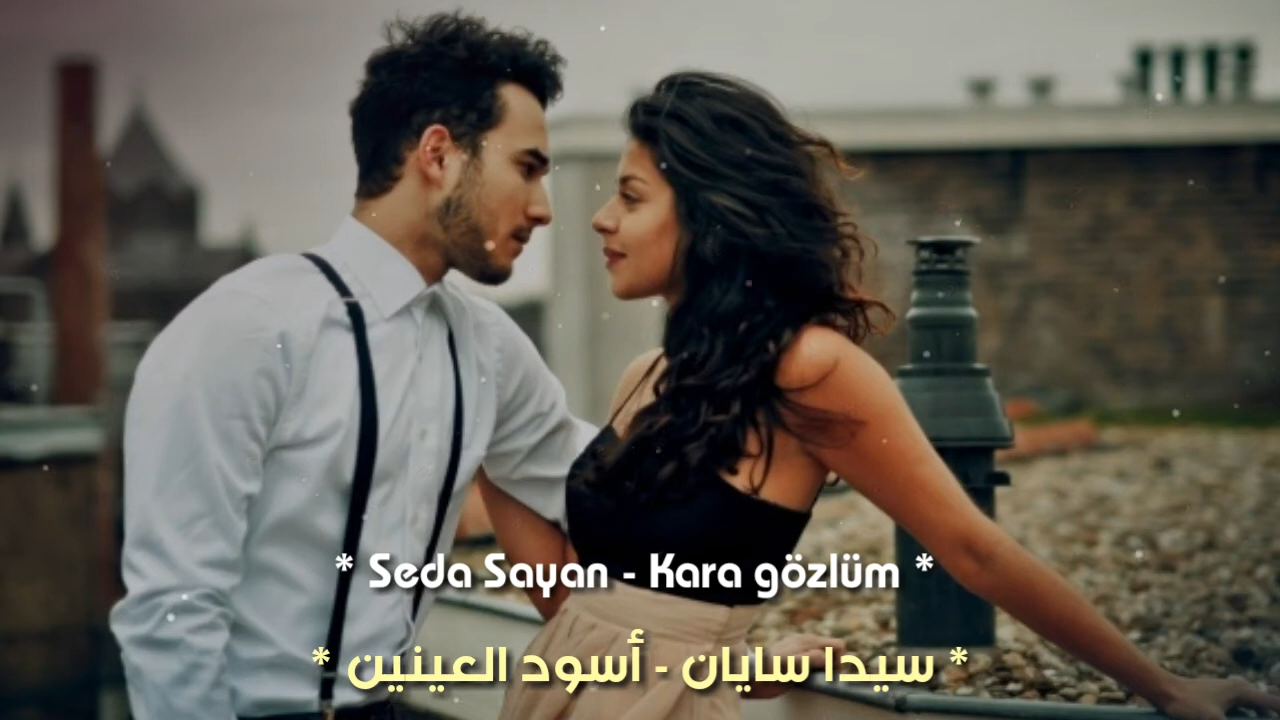 * Seda Sayan - Kara gözlüm *
* سيدا سايان - أسود العينين *